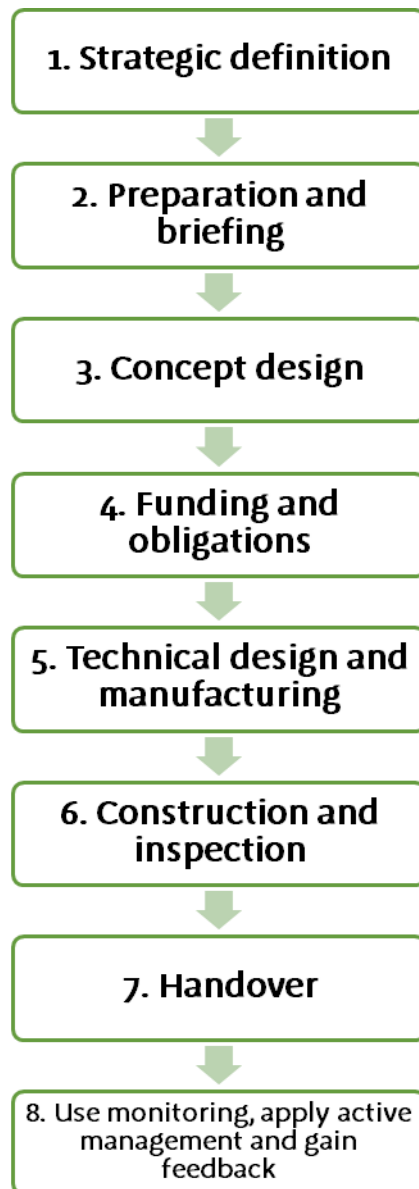 1. Strategic definition
2. Preparation and
briefing
3. Concept design
4. Funding and
obligations
5. Technical design and
manufacturing
6. Construction and
inspection
7. Handover
8. Use monitoring, apply active
management and gain
feedback